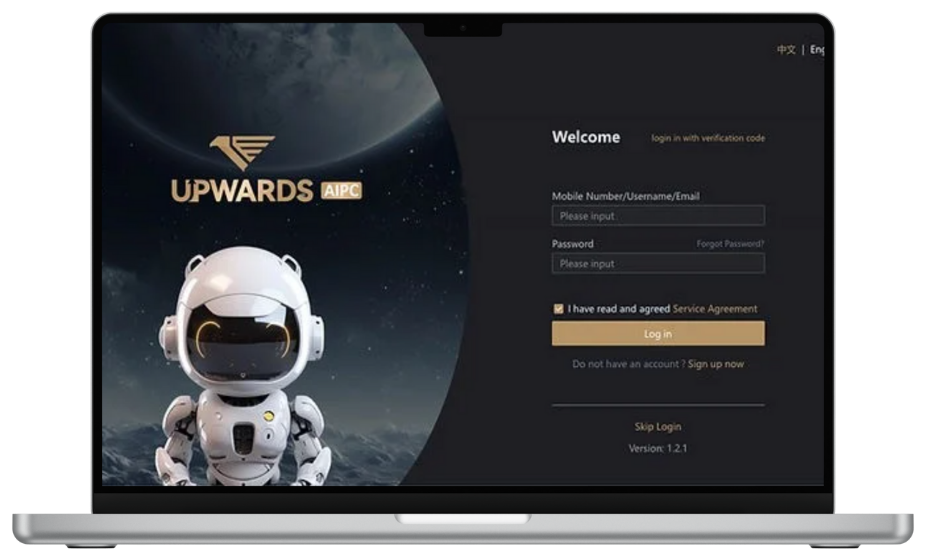 中文 | Eng
UPWARDS AIPC
Welcome
login in with verification code
Mobile Number/Username/Email
Please input
Password
Forgot Password?
Please input
I have read and agreed Service Agreement
Log in
Do not have an account ? Sign up now
Skip Login
Version: 1.2.1